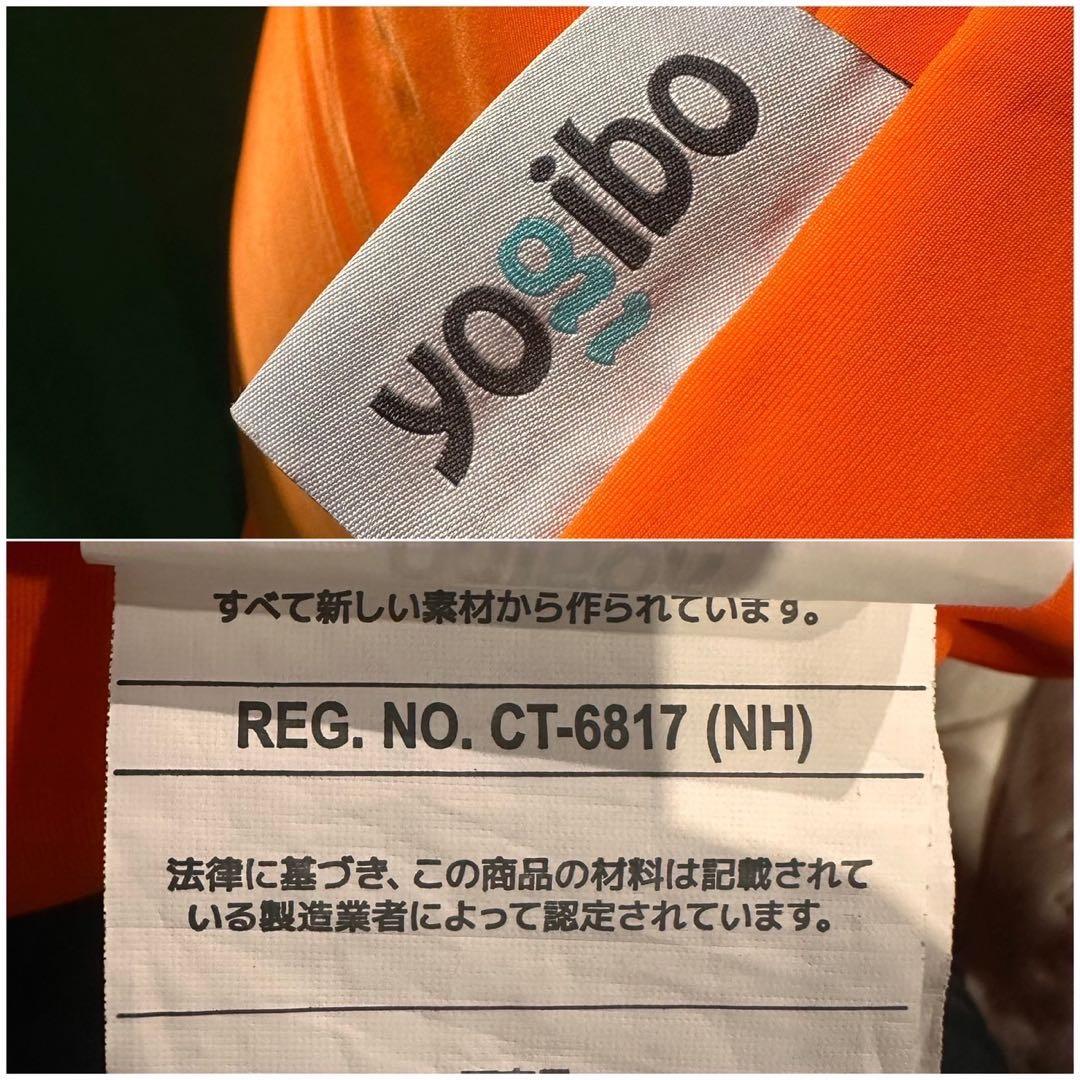 yogibo
すべて新しい素材から作られています。
REG. NO. CT-6817 (NH)
法律に基づき、この商品の材料は記載されて
いる製造業者によって認定されています。